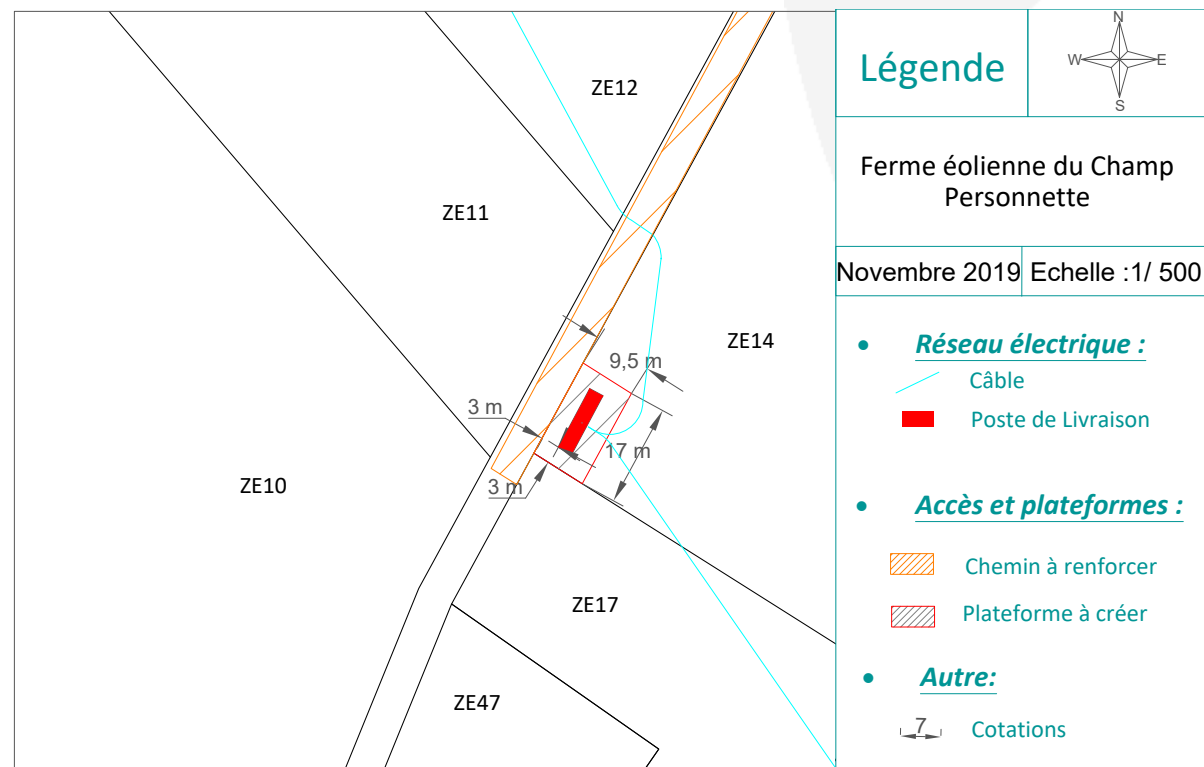 ZE12
ZE11
ZE14
9,5 m
3 m
17 m
3 m
ZE10
ZE17
ZE47
Légende
N
W
E
S
Ferme éolienne du Champ
Personnette
Novembre 2019
Echelle :1/ 500
• Réseau électrique :
Câble
Poste de Livraison
• Accès et plateformes :
Chemin à renforcer
Plateforme à créer
• Autre:
7
Cotations